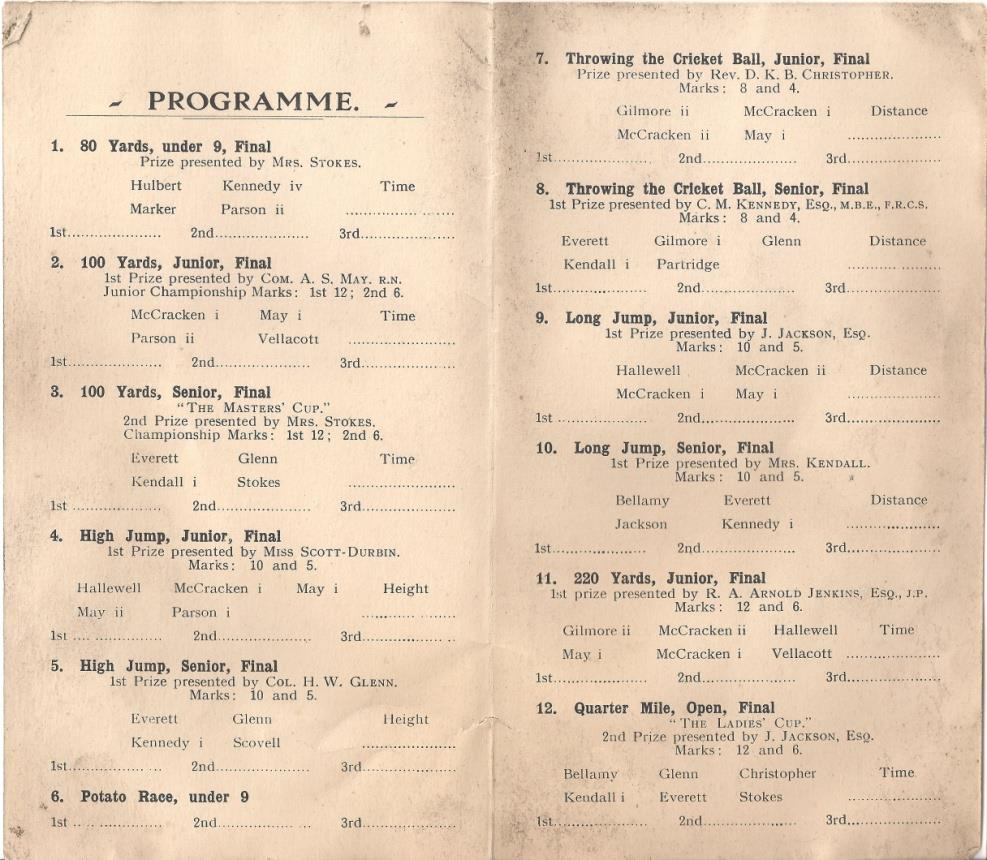 PROGRAMME.
1. 80 Yards, under 9, Final
Prize presented by Mrs. Stokes.
Hulbert Kennedy iv Time
Marker Parson ii ........................
1st..................... 2nd..................... 3rd.....................
2. 100 Yards, Junior, Final
1st Prize presented by Com. A. S. May. R.N.
Junior Championship Marks: 1st 12; 2nd 6.
McCracken i May i Time
Parson ii Vellacott ........................
1st..................... 2nd..................... 3rd.....................
3. 100 Yards, Senior, Final
"The Masters' Cup."
2nd Prize presented by Mrs. Stokes.
Championship Marks: 1st 12; 2nd 6.
Everett Glenn Time
Kendall i Stokes ........................
1st ..................... 2nd..................... 3rd.....................
4. High Jump, Junior, Final
1st Prize presented by Miss Scott-Durbin.
Marks: 10 and 5.
Hallewell McCracken i May i Height
May ii Parson i ........................
1st ..................... 2nd..................... 3rd.....................
5. High Jump, Senior, Final
1st Prize presented by Col. H. W. Glenn.
Marks: 10 and 5.
Everett Glenn Height
Kennedy i Scovell ........................
1st..................... 2nd..................... 3rd.....................
6. Potato Race, under 9
1st ..................... 2nd..................... 3rd.....................
7. Throwing the Cricket Ball, Junior, Final
Prize presented by Rev. D. K. B. Christopher.
Marks: 8 and 4.
Gilmore ii McCracken i Distance
McCracken ii May i ........................
1st..................... 2nd..................... 3rd.....................
8. Throwing the Cricket Ball, Senior, Final
1st Prize presented by C. M. Kennedy, Esq., M.B.E., F.R.C.S.
Marks: 8 and 4.
Everett Gilmore i Glenn Distance
Kendall i Partridge ........................
1st..................... 2nd..................... 3rd.....................
9. Long Jump, Junior, Final
1st Prize presented by J. Jackson, Esq.
Marks: 10 and 5.
Hallewell McCracken ii Distance
McCracken i May i ........................
1st ..................... 2nd..................... 3rd.....................
10. Long Jump, Senior, Final
1st Prize presented by Mrs. Kendall.
Marks: 10 and 5.
Bellamy Everett Distance
Jackson Kennedy i ........................
1st..................... 2nd..................... 3rd.....................
11. 220 Yards, Junior, Final
1st prize presented by R. A. Arnold Jenkins, Esq., J.P.
Marks: 12 and 6.
Gilmore ii McCracken ii Hallewell Time
May i McCracken i Vellacott ........................
1st..................... 2nd..................... 3rd.....................
12. Quarter Mile, Open, Final
"The Ladies' Cup."
2nd Prize presented by J. Jackson, Esq.
Marks: 12 and 6.
Bellamy Glenn Christopher Time
Kendall i Everett Stokes ........................
1st..................... 2nd..................... 3rd.....................